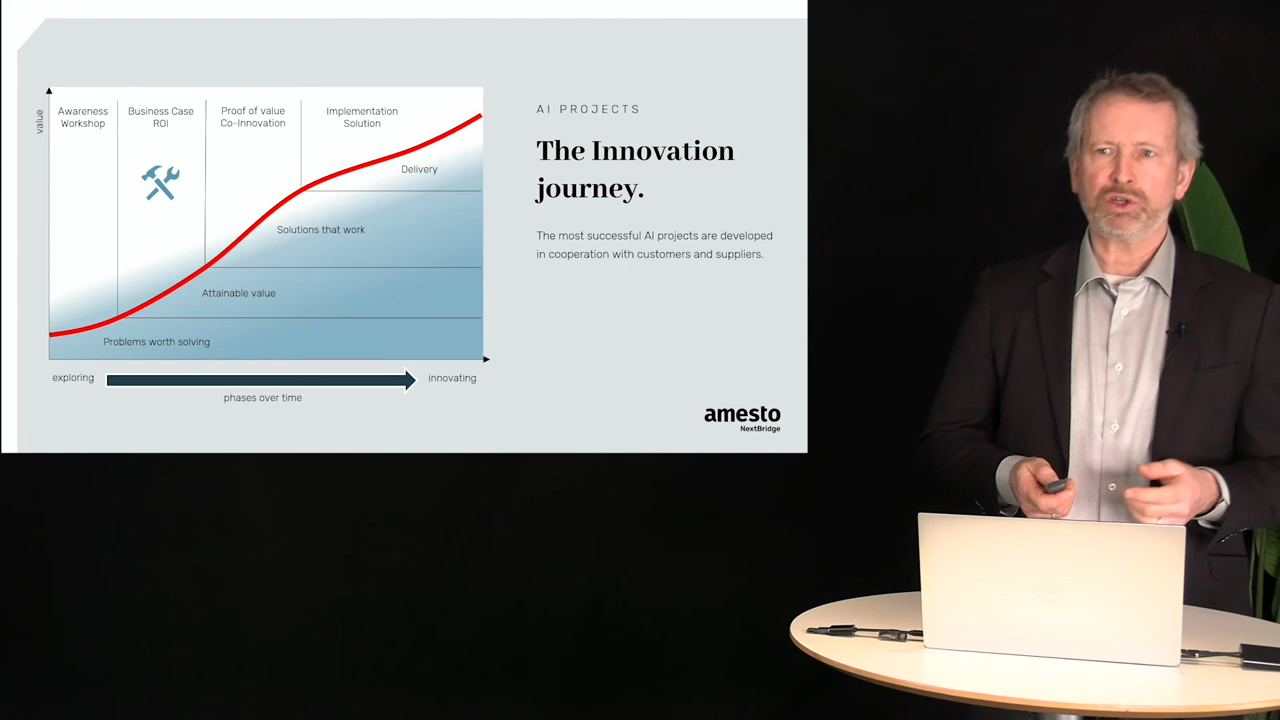 value
Awareness
Workshop
Business Case
ROI
Proof of value
Co-Innovation
Implementation
Solution
Delivery
Solutions that work
Attainable value
Problems worth solving
exploring
innovating
phases over time
AI PROJECTS
The Innovation
journey.
The most successful AI projects are developed
in cooperation with customers and suppliers.
amesto
NextBridge